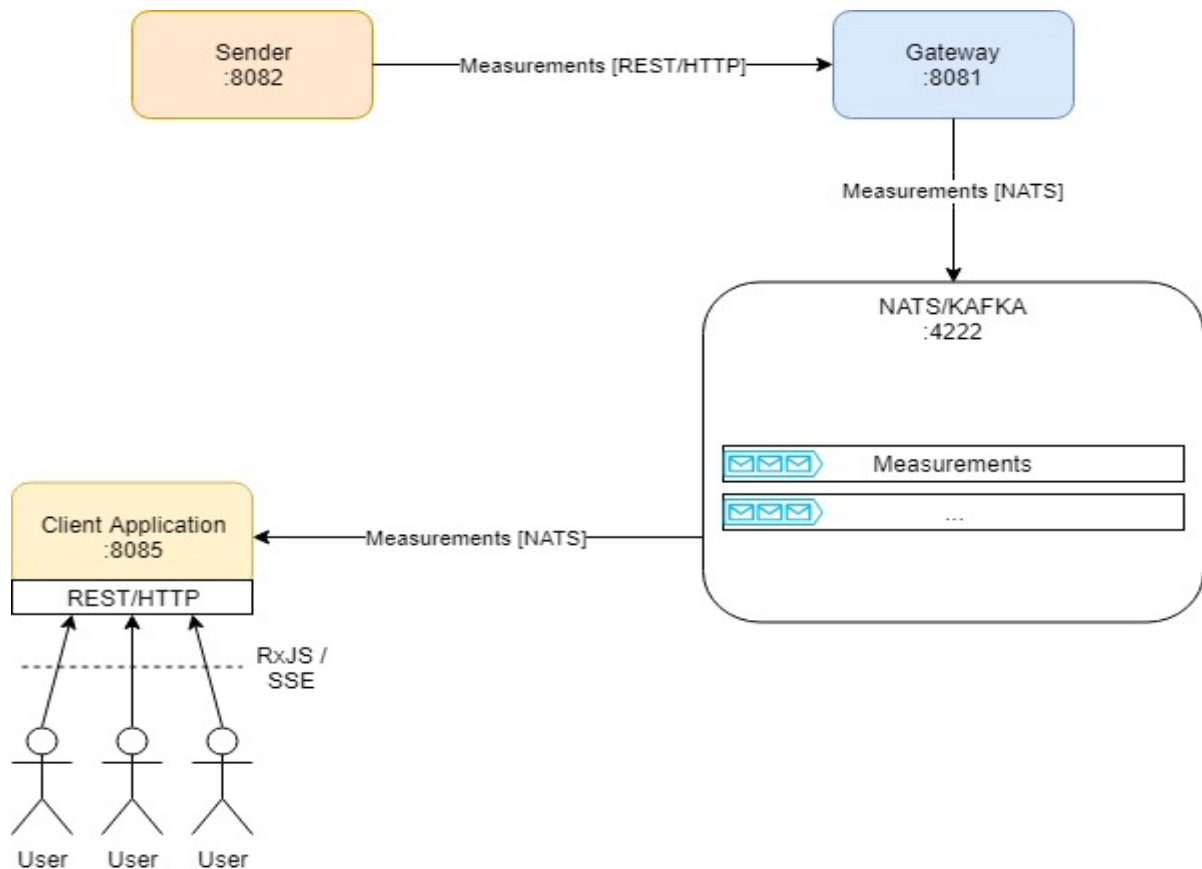 Sender
:8082
Measurements [REST/HTTP]
Gateway
:8081
Measurements [NATS]
NATS/KAFKA
:4222
Measurements
...
Client Application
:8085
Measurements [NATS]
REST/HTTP
RxJS /
SSE
User
User
User